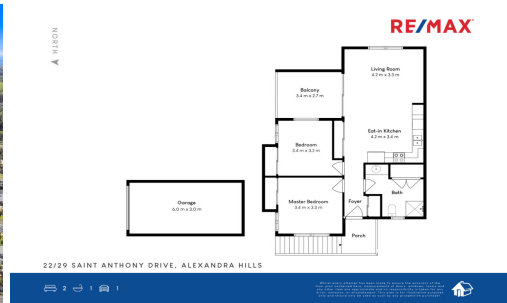 RE/MAX
NORTH
Living Room
4.2 m x 3.3 m
Balcony
3.4 m x 2.7 m
Eat-in Kitchen
4.2 m x 3.4 m
Bedroom
3.4 m x 3.2 m
Bath
Garage
6.0 m x 3.0 m
Master Bedroom
3.4 m x 3.3 m
Foyer
Porch
22/29 SAINT ANTHONY DRIVE, ALEXANDRA HILLS
2 1 1